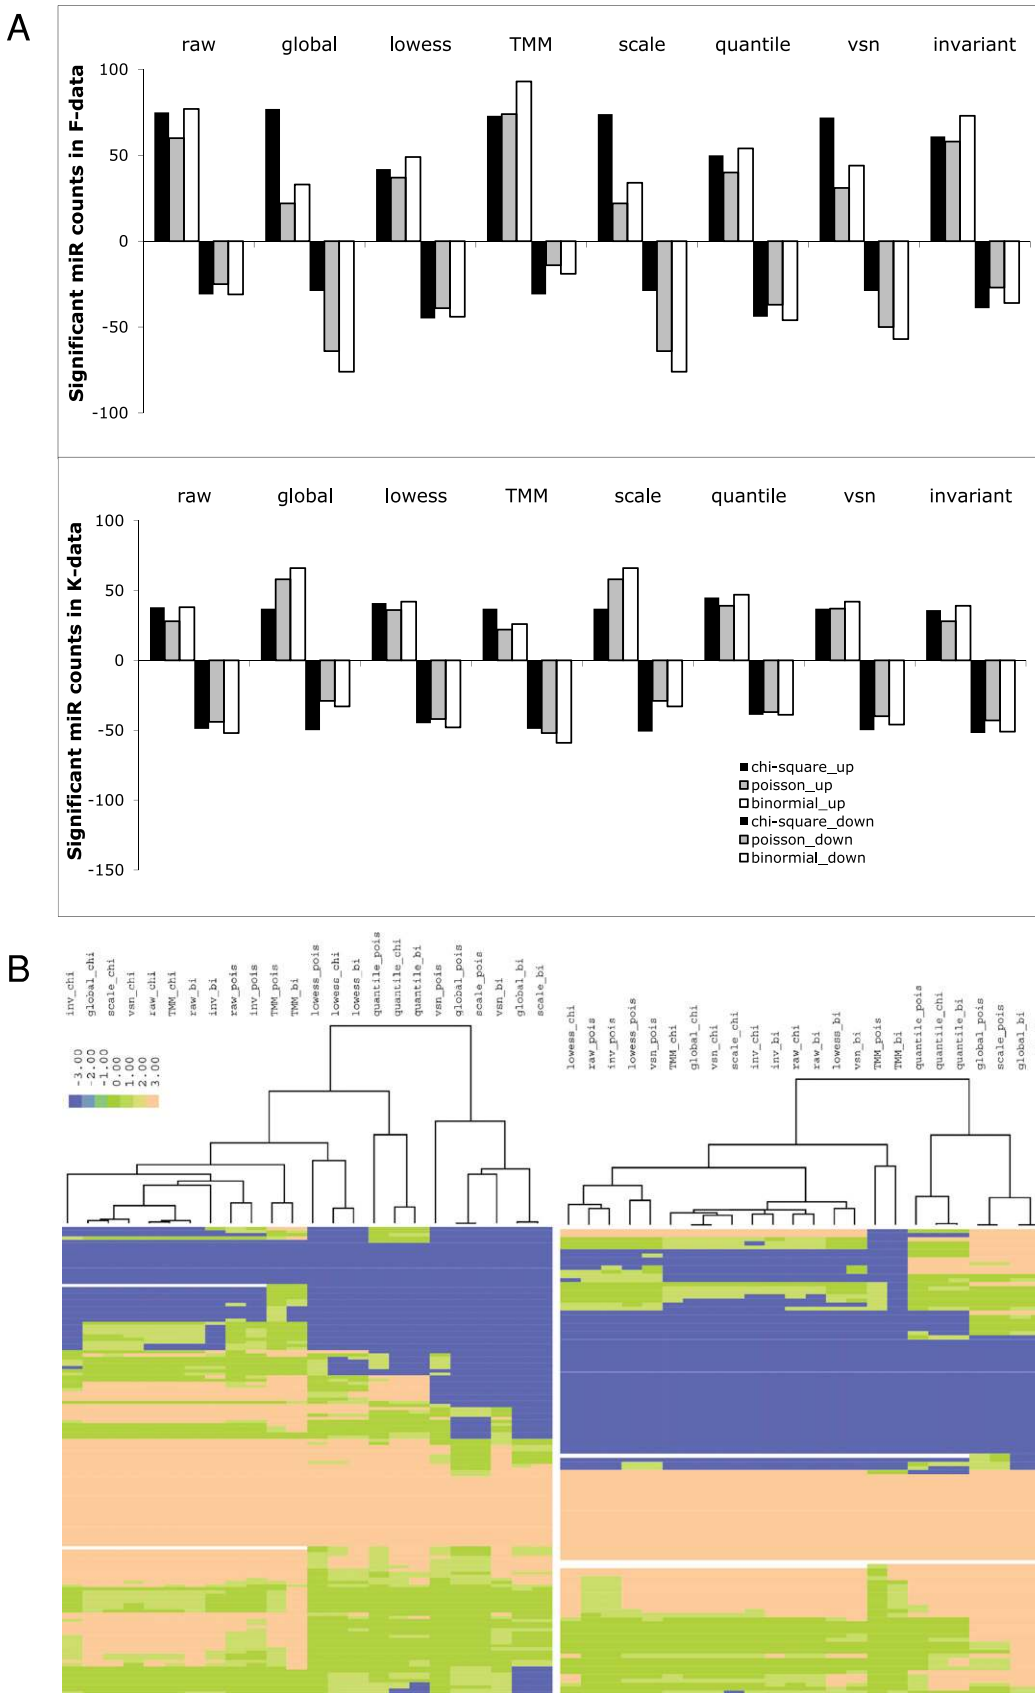 A
raw global lowess TMM scale quantile vsn invariant
Significant miR counts in F-data
100
50
0
-50
-100
raw global lowess TMM scale quantile vsn invariant
Significant miR counts in K-data
100
50
0
-50
-100
-150
chi-square_up
poisson_up
binormial_up
chi-square_down
poisson_down
binormial_down
B
inv_chi
global_chi
scale_chi
vsn_chi
raw_chi
TMM_chi
raw_bi
inv_bi
raw_pois
inv_pois
TMM_pois
TMM_bi
lowess_pois
lowess_chi
lowess_bi
quantile_pois
quantile_chi
quantile_bi
vsn_pois
global_pois
scale_pois
vsn_bi
global_bi
scale_bi
-3.00
-2.00
-1.00
0.00
1.00
2.00
3.00
lowess_chi
raw_pois
inv_pois
lowess_pois
vsn_pois
TMM_chi
global_chi
vsn_chi
scale_chi
inv_chi
inv_bi
raw_chi
raw_bi
lowess_bi
vsn_bi
TMM_pois
TMM_bi
quantile_pois
quantile_chi
quantile_bi
global_pois
scale_pois
global_bi